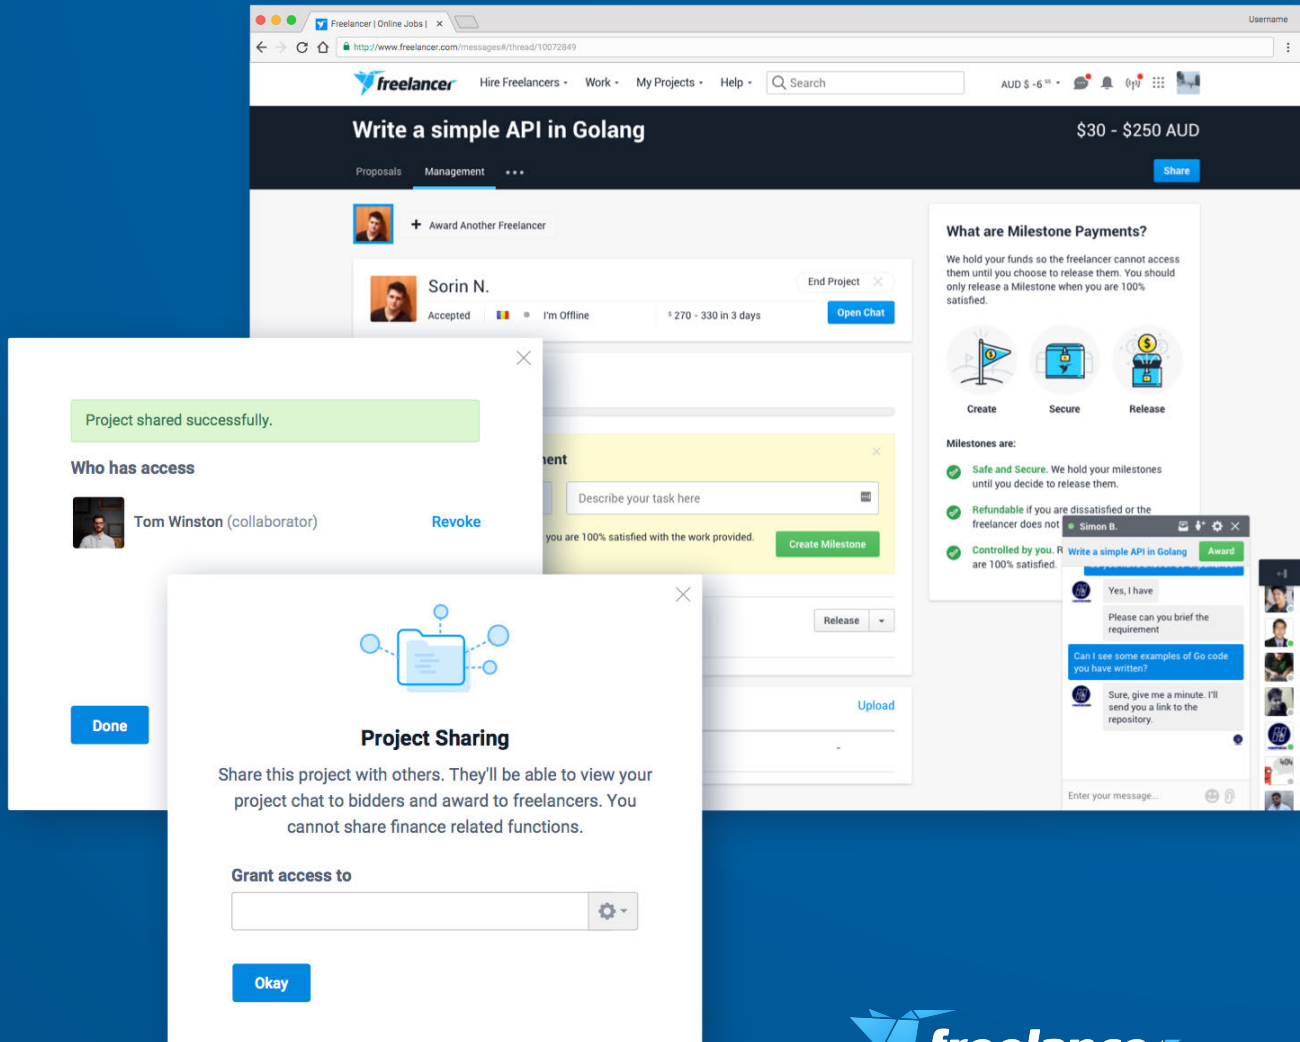 Freelancer | Online Jobs |
Username
http://www.freelancer.com/messages#/thread/10072849
freelancer
Hire Freelancers
Work
My Projects
Help
Search
AUD $ -6
Write a simple API in Golang
$30 - $250 AUD
Proposals
Management
Share
+ Award Another Freelancer
Sorin N.
End Project
Accepted
I'm Offline
$ 270 - 330 in 3 days
Open Chat
What are Milestone Payments?
We hold your funds so the freelancer cannot access
them until you choose to release them. You should
only release a Milestone when you are 100%
satisfied.
Create
Secure
Release
Milestones are:
Safe and Secure. We hold your milestones
until you decide to release them.
Refundable if you are dissatisfied or the
freelancer does not
Controlled by you. R
are 100% satisfied.
Describe your task here
you are 100% satisfied with the work provided.
Create Milestone
Release
Upload
-
Simon B.
Write a simple API in Golang
Award
Yes, I have
Please can you brief the
requirement
Can I see some examples of Go code
you have written?
Sure, give me a minute. I'll
send you a link to the
repository.
Enter your message...
404
Project shared successfully.
Who has access
Tom Winston (collaborator)
Revoke
Done
Project Sharing
Share this project with others. They'll be able to view your
project chat to bidders and award to freelancers. You
cannot share finance related functions.
Grant access to
Okay
freelancer